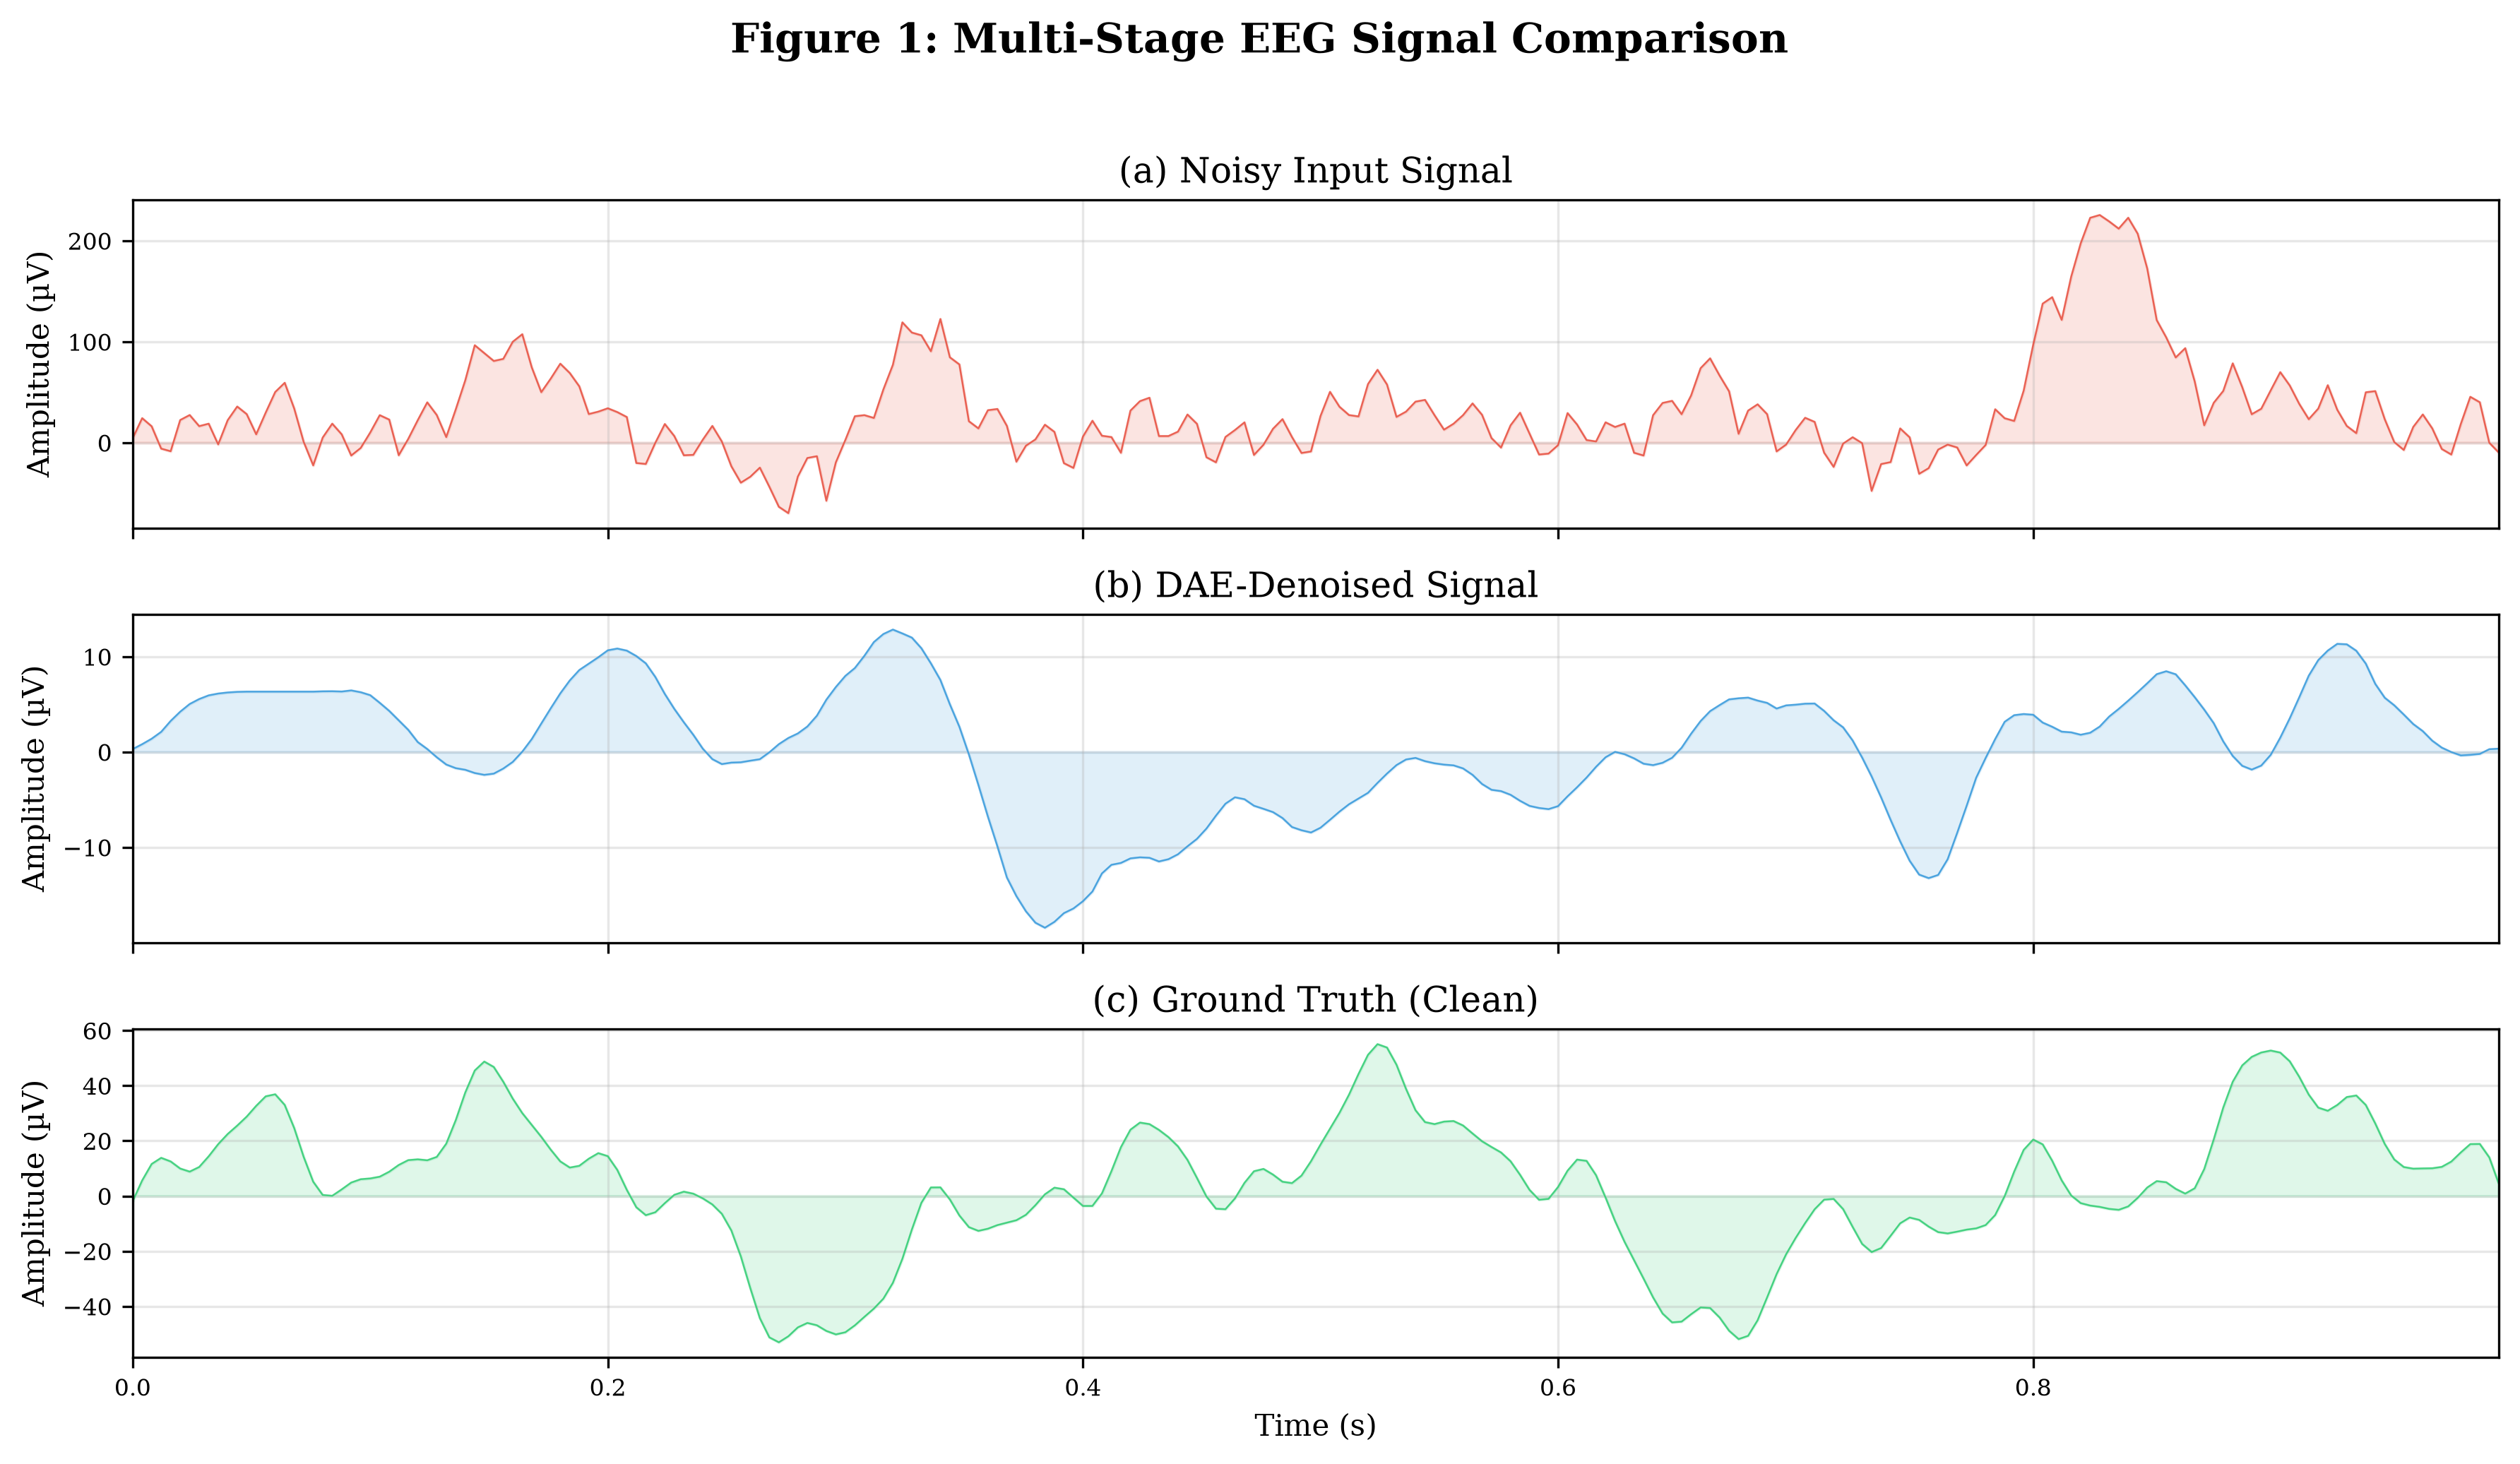 Figure 1: Multi-Stage EEG Signal Comparison
(a) Noisy Input Signal
Amplitude (µV)
200
100
0
(b) DAE-Denoised Signal
Amplitude (µV)
10
0
−10
(c) Ground Truth (Clean)
Amplitude (µV)
60
40
20
0
−20
−40
0.0 0.2 0.4 0.6 0.8
Time (s)